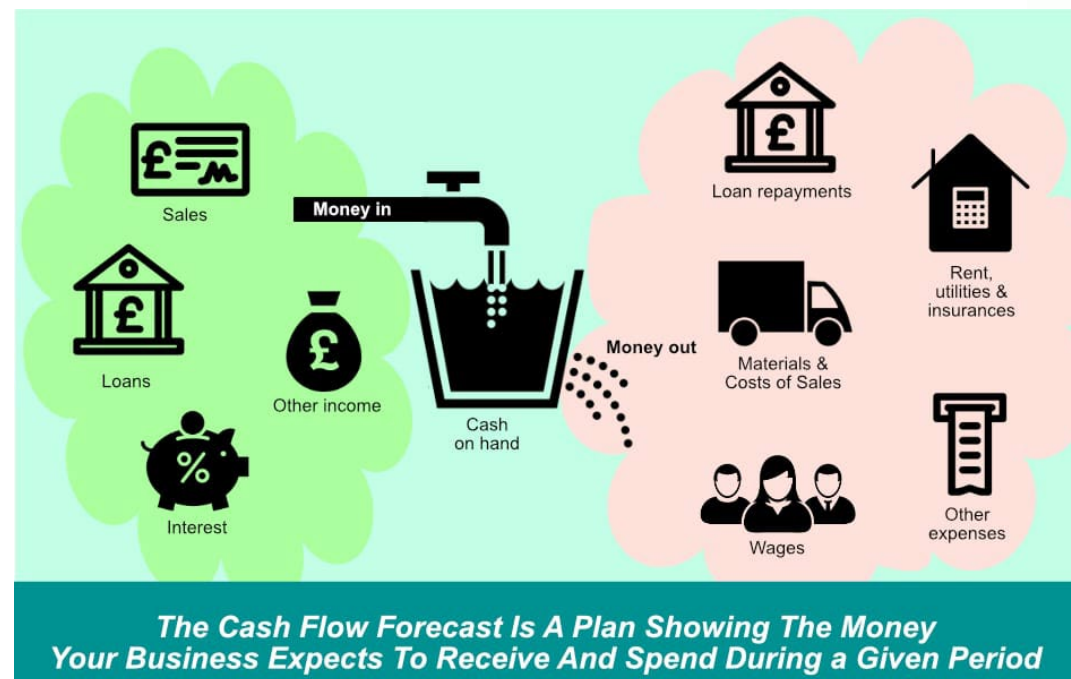 £
Sales
Money in
£
Loans
£
Other income
%
Interest
Cash
on hand
£
Loan repayments
Rent,
utilities &
insurances
Money out
Materials &
Costs of Sales
Wages
Other
expenses
The Cash Flow Forecast Is A Plan Showing The Money
Your Business Expects To Receive And Spend During a Given Period